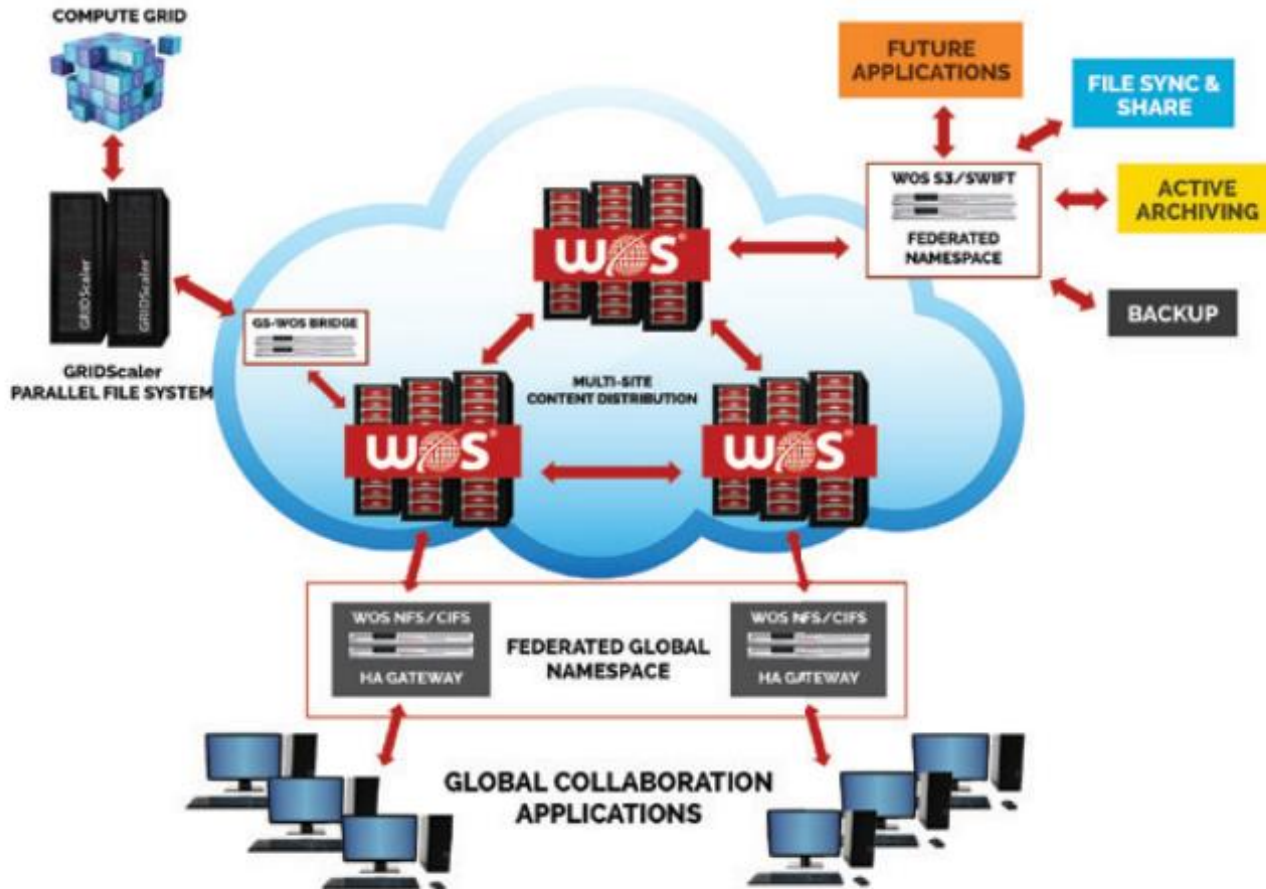 COMPUTE GRID
GRIDScaler
GRIDScaler
GRIDScaler
PARALLEL FILE SYSTEM
GS-WOS BRIDGE
WOS®
MULTI-SITE
CONTENT DISTRIBUTION
WOS®
WOS®
FUTURE
APPLICATIONS
FILE SYNC &
SHARE
WOS S3/SWIFT
FEDERATED
NAMESPACE
ACTIVE
ARCHIVING
BACKUP
WOS NFS/CIFS
HA GATEWAY
FEDERATED GLOBAL
NAMESPACE
WOS NFS/CIFS
HA GATEWAY
GLOBAL COLLABORATION
APPLICATIONS